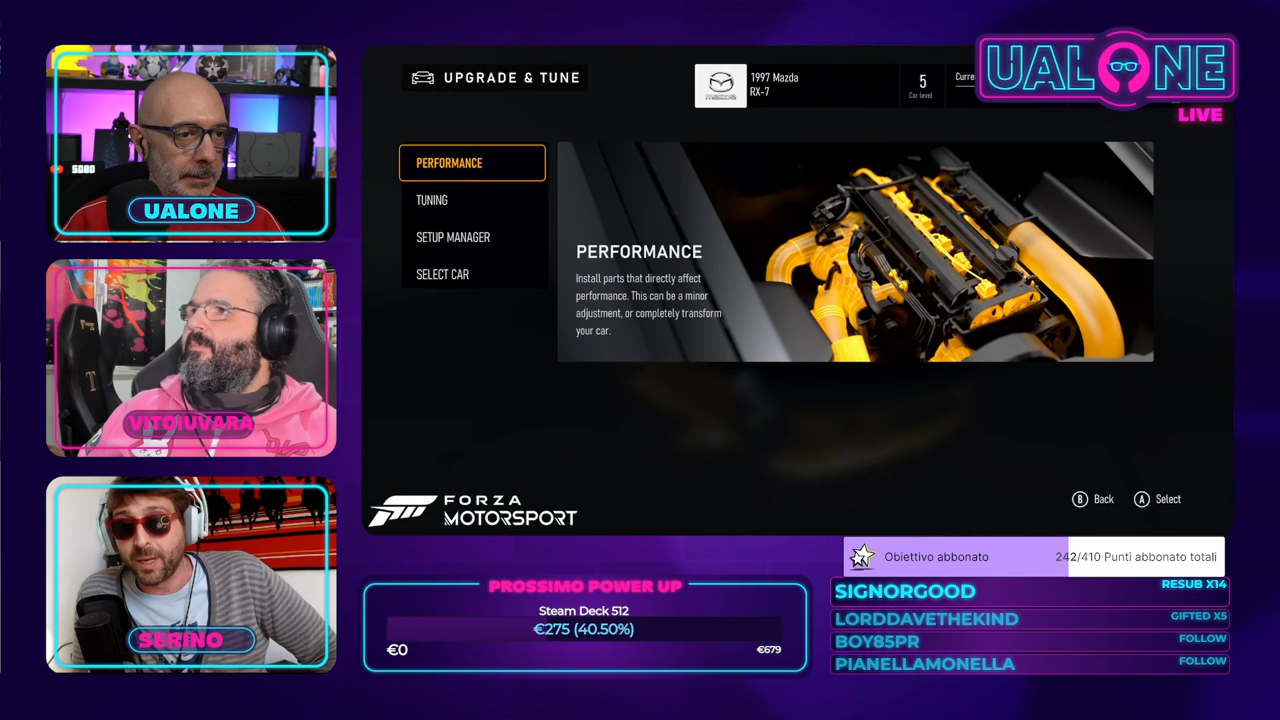 UALONE
LIVE
UPGRADE & TUNE
mazda
1997 Mazda
RX-7
5
Car level
Curre
PERFORMANCE
TUNING
SETUP MANAGER
SELECT CAR
PERFORMANCE
Install parts that directly affect
performance. This can be a minor
adjustment, or completely transform
your car.
B Back
A Select
FORZA
MOTORSPORT
5080
UALONE
VITOIUVARA
SERINO
PROSSIMO POWER UP
Steam Deck 512
€275 (40.50%)
€0
€679
Obiettivo abbonato
242/410 Punti abbonato totali
SIGNORGOOD
RESUB X14
LORDDAVETHEKIND
GIFTED X5
BOY85PR
FOLLOW
PIANELLAMONELLA
FOLLOW